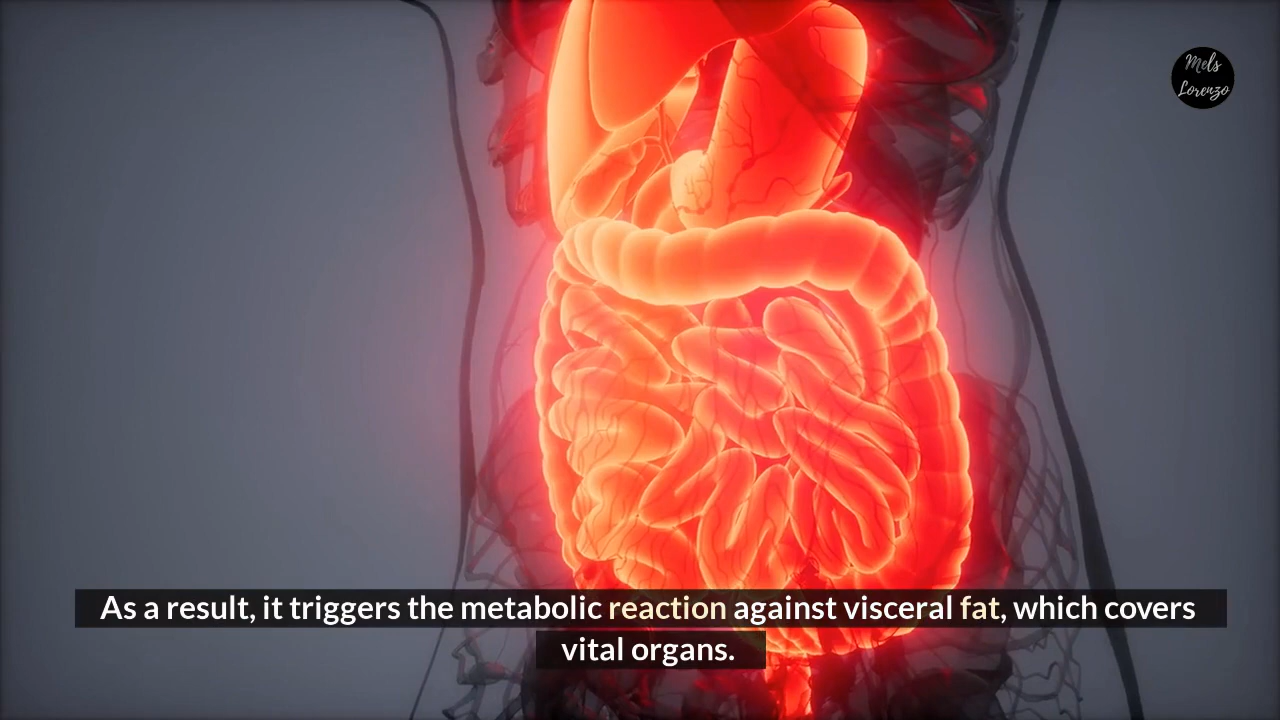 Mels
Lorenzo
As a result, it triggers the metabolic reaction against visceral fat, which covers
vital organs.